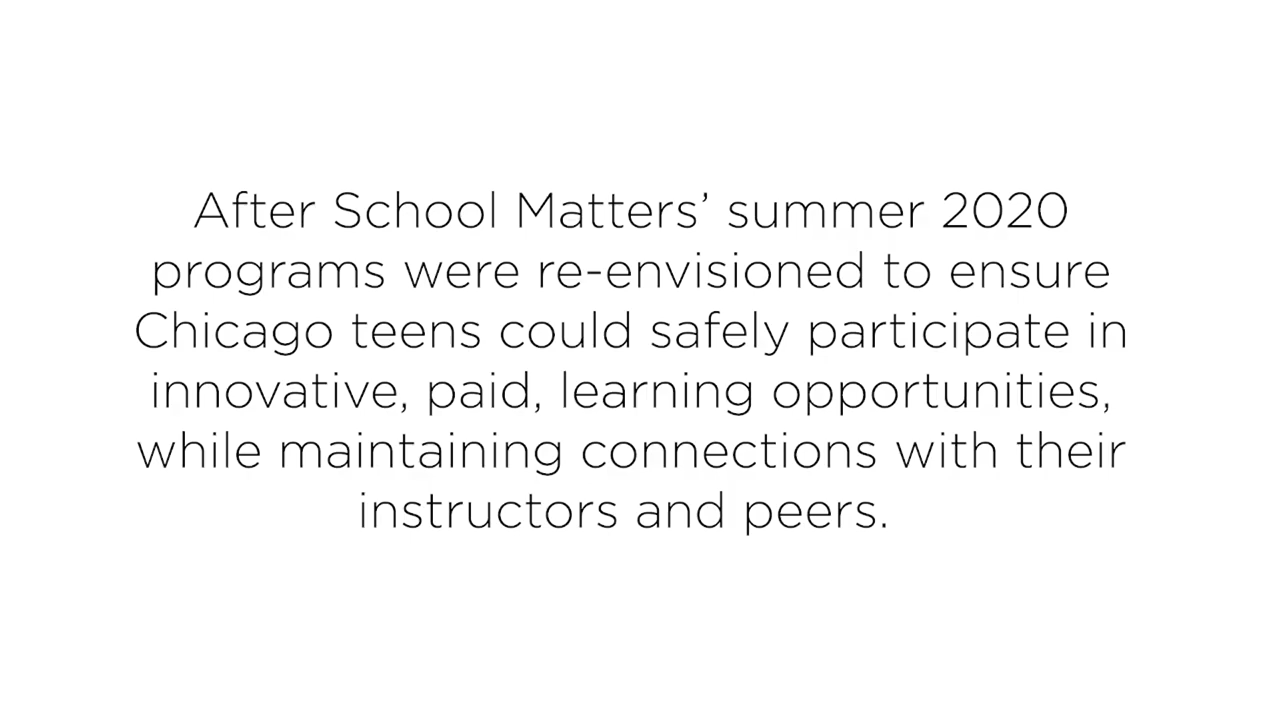 After School Matters’ summer 2020
programs were re-envisioned to ensure
Chicago teens could safely participate in
innovative, paid, learning opportunities,
while maintaining connections with their
instructors and peers.